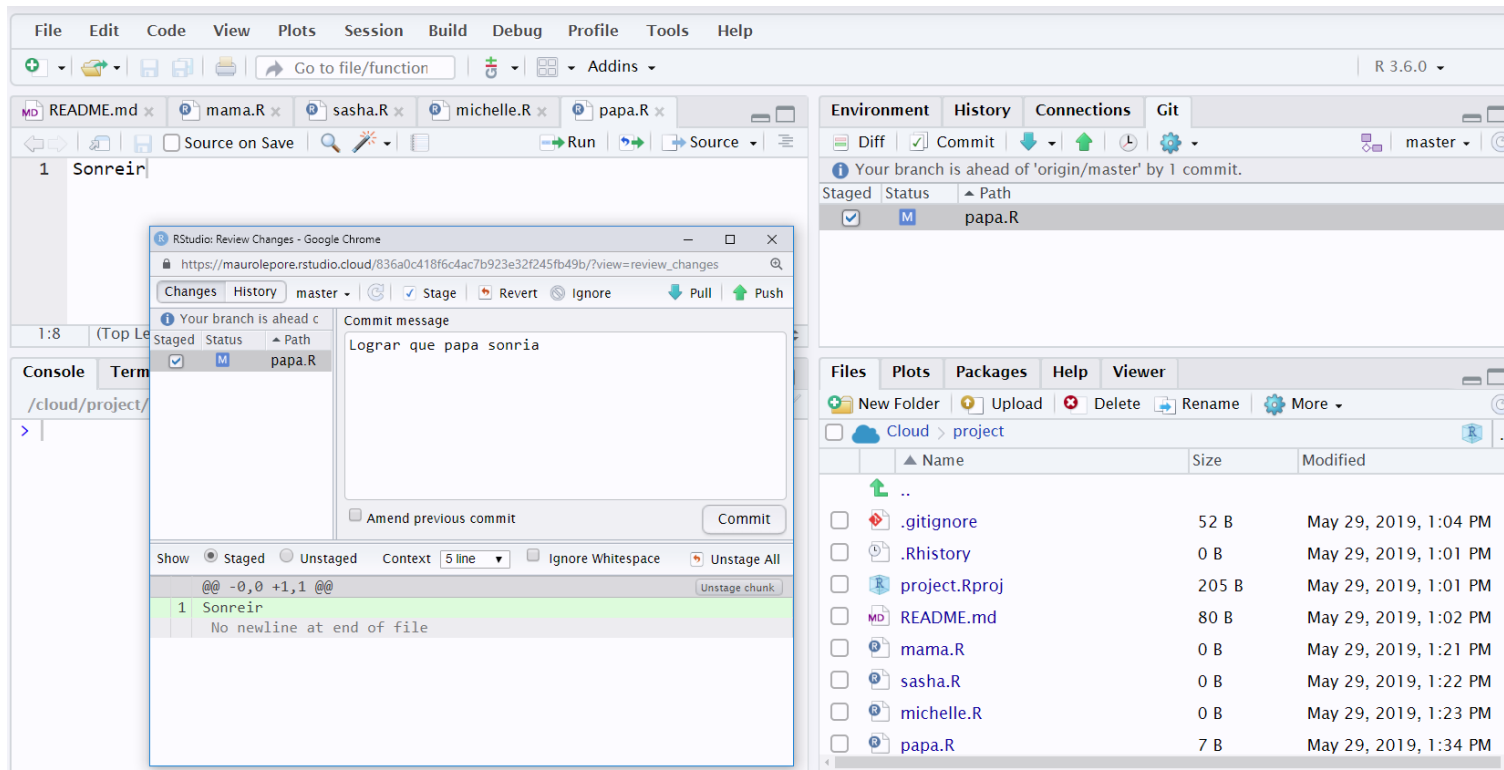 File Edit Code View Plots Session Build Debug Profile Tools Help
Go to file/function Addins R 3.6.0
README.md mama.R sasha.R michelle.R papa.R
Source on Save Run Source
1 Sonreir
1:8 (Top Le
Console Term
/cloud/project/
>
RStudio: Review Changes - Google Chrome
https://maurolepore.rstudio.cloud/836a0c418f6c4ac7b923e32f245fb49b/?view=review_changes
Changes History master Stage Revert Ignore Pull Push
Your branch is ahead c
Staged Status Path
M papa.R
Commit message
Lograr que papa sonria
Amend previous commit Commit
Show Staged Unstaged Context 5 line Ignore Whitespace Unstage All
@@ -0,0 +1,1 @@ Unstage chunk
1 Sonreir
No newline at end of file
Environment History Connections Git
Diff Commit master
Your branch is ahead of 'origin/master' by 1 commit.
Staged Status Path
M papa.R
Files Plots Packages Help Viewer
New Folder Upload Delete Rename More
Cloud > project
Name Size Modified
..
.gitignore 52 B May 29, 2019, 1:04 PM
.Rhistory 0 B May 29, 2019, 1:01 PM
project.Rproj 205 B May 29, 2019, 1:01 PM
README.md 80 B May 29, 2019, 1:02 PM
mama.R 0 B May 29, 2019, 1:21 PM
sasha.R 0 B May 29, 2019, 1:22 PM
michelle.R 0 B May 29, 2019, 1:23 PM
papa.R 7 B May 29, 2019, 1:34 PM